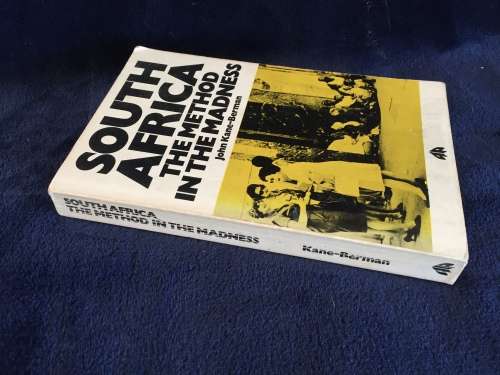 SOUTH
AFRICA
THE METHOD
IN THE MADNESS
John Kane-Berman
SOUTH AFRICA
THE METHOD IN THE MADNESS
Kane-Berman